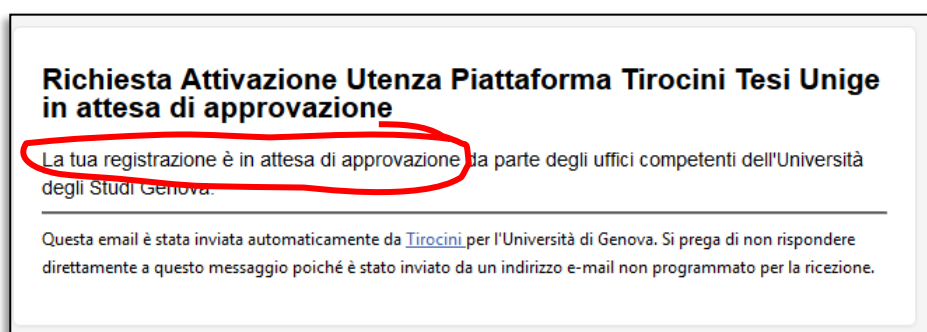 Richiesta Attivazione Utenza Piattaforma Tirocini Tesi Unige
in attesa di approvazione
La tua registrazione è in attesa di approvazione da parte degli uffici competenti dell'Università
degli Studi Genova.
Questa email è stata inviata automaticamente da Tirocini per l'Università di Genova. Si prega di non rispondere
direttamente a questo messaggio poiché è stato inviato da un indirizzo e-mail non programmato per la ricezione.